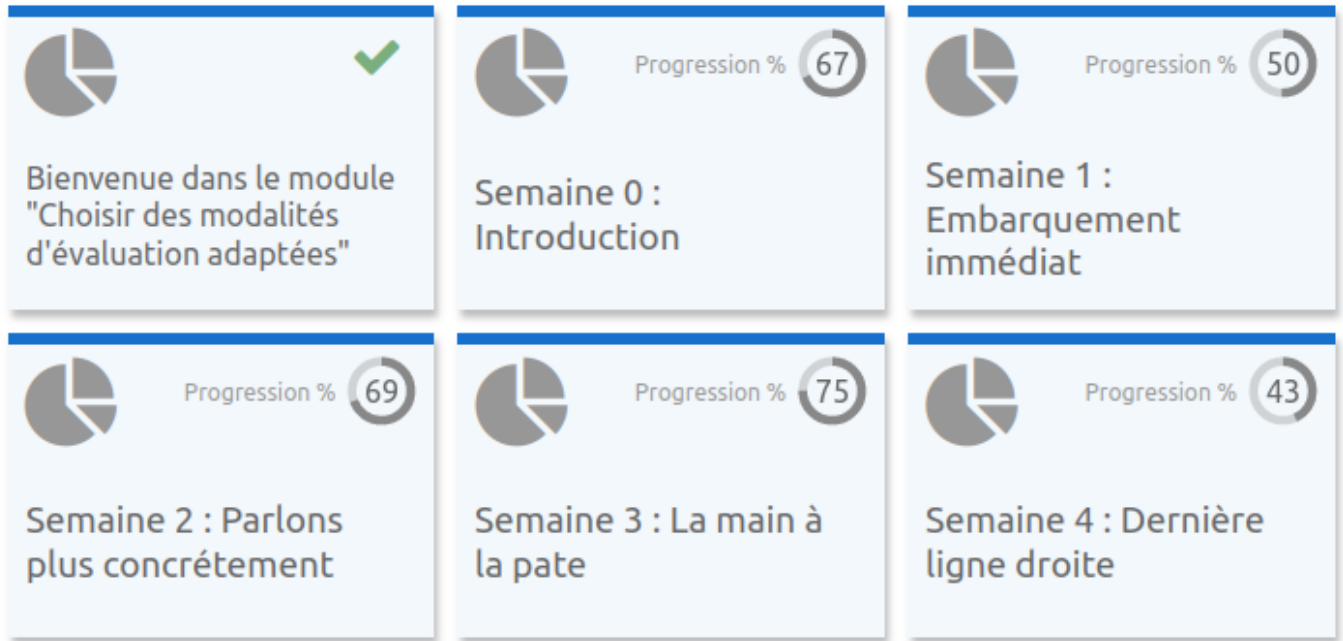 Bienvenue dans le module
"Choisir des modalités
d'évaluation adaptées"
Progression % 67
Semaine 0 :
Introduction
Progression % 50
Semaine 1 :
Embarquement
immédiat
Progression % 69
Semaine 2 : Parlons
plus concrétement
Progression % 75
Semaine 3 : La main à
la pate
Progression % 43
Semaine 4 : Dernière
ligne droite